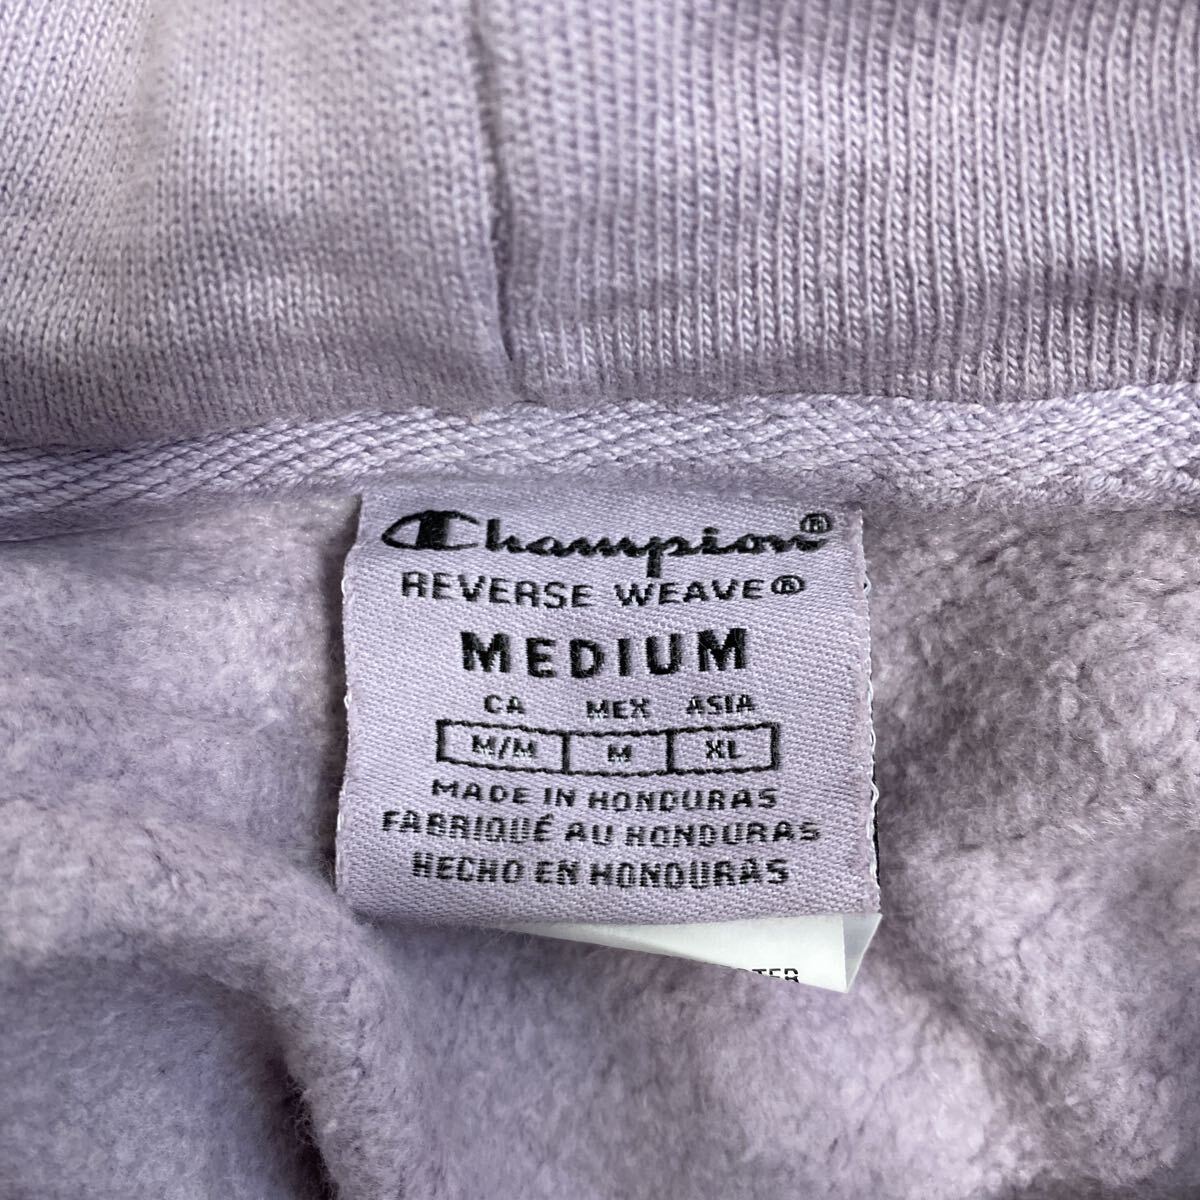 Champion®
REVERSE WEAVE®
MEDIUM
CA MEX ASIA
M/M M XL
MADE IN HONDURAS
FABRIQUÉ AU HONDURAS
HECHO EN HONDURAS